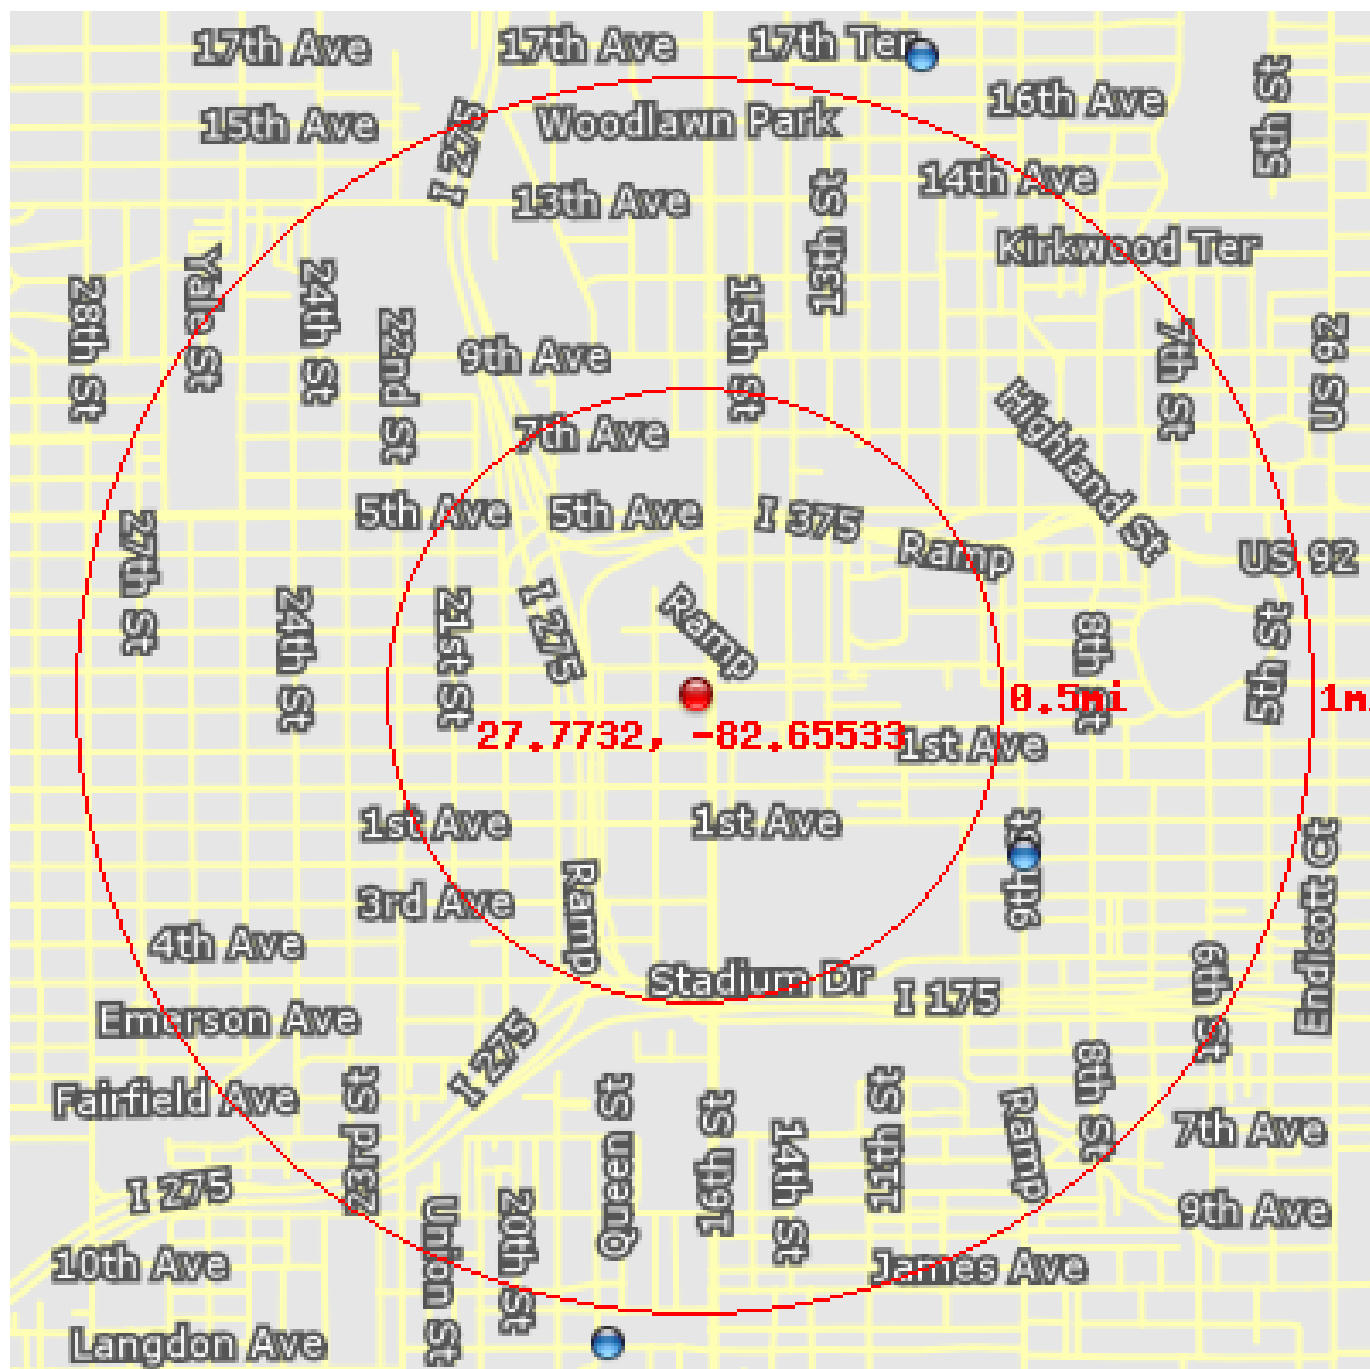 17th Ave
17th Ave
17th Ter
16th Ave
5th St
15th Ave
I 275
Woodlawn Park
13th Ave
13th St
14th Ave
Kirkwood Ter
28th St
Yale St
24th St
22nd St
9th Ave
15th St
7th St
US 92
7th Ave
Highland St
5th Ave
5th Ave
I 375
Ramp
US 92
27th St
24th St
21st St
I 275
Ramp
8th St
5th St
0.5mi
27.7732, -82.65533
1st Ave
1st Ave
1st Ave
9th St
Endicott Ct
3rd Ave
Ramp
4th Ave
Stadium Dr
I 175
6th St
Emerson Ave
I 275
Fairfield Ave
23rd St
Queen St
16th St
14th St
11th St
Ramp
8th St
7th Ave
I 275
Union St
20th St
9th Ave
10th Ave
James Ave
Langdon Ave